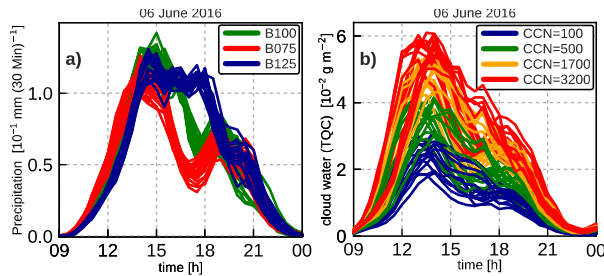 06 June 2016
06 June 2016
a)
B100
B075
B125
Precipitation [10⁻¹ mm (30 Min)⁻¹]
1.0
0.5
0.0
09 12 15 18 21 00
time [h]
b)
CCN=100
CCN=500
CCN=1700
CCN=3200
cloud water (TQC) [10⁻² g m⁻²]
6
4
2
0
09 12 15 18 21 00
time [h]